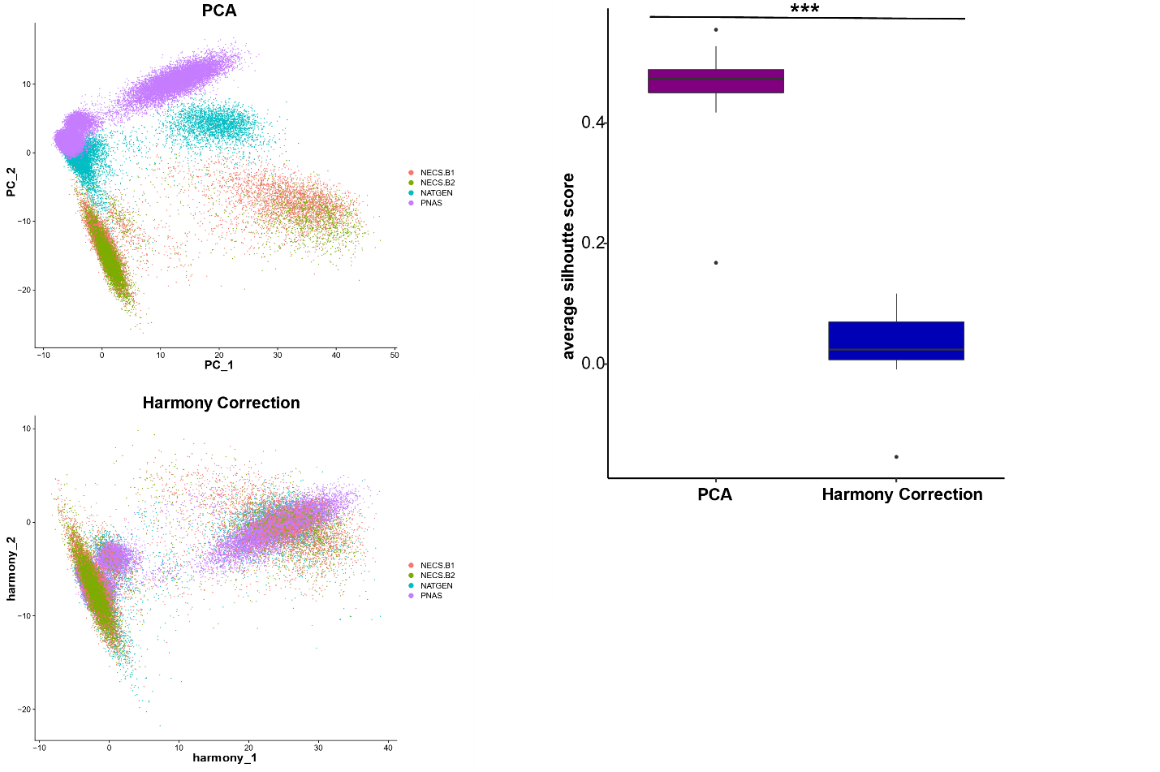 PCA
10
0
−10
−20
PC_2
−10
0
10
20
30
40
50
PC_1
NECS.B1
NECS.B2
NATGEN
PNAS
***
0.4
0.2
0.0
average silhoutte score
PCA
Harmony Correction
Harmony Correction
10
0
−10
−20
harmony_2
−10
0
10
20
30
40
harmony_1
NECS.B1
NECS.B2
NATGEN
PNAS